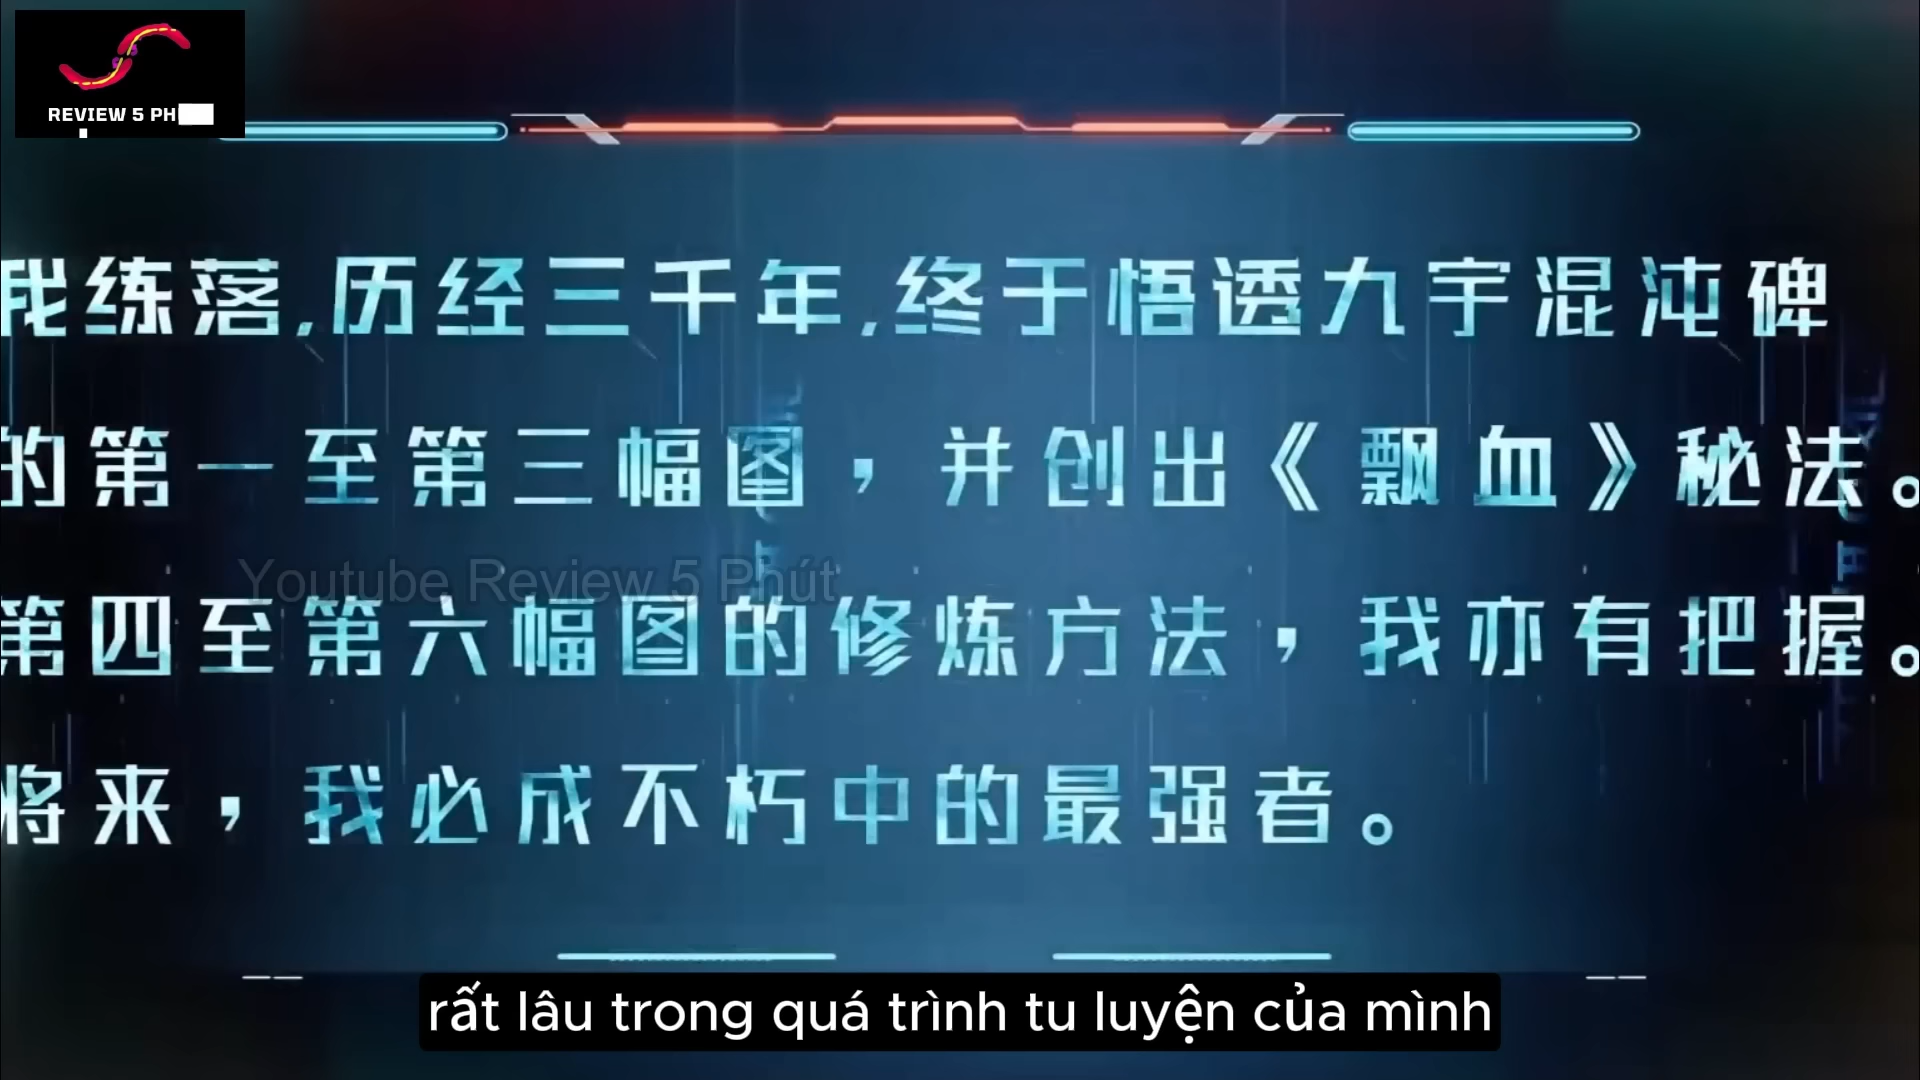 REVIEW 5 PH
我练落,历经三千年,终于悟透九宇混沌碑
的第一至第三幅图，并创出《飘血》秘法。
Youtube Review 5 Phút
第四至第六幅图的修炼方法，我亦有把握。
将来，我必成不朽中的最强者。
rất lâu trong quá trình tu luyện của mình